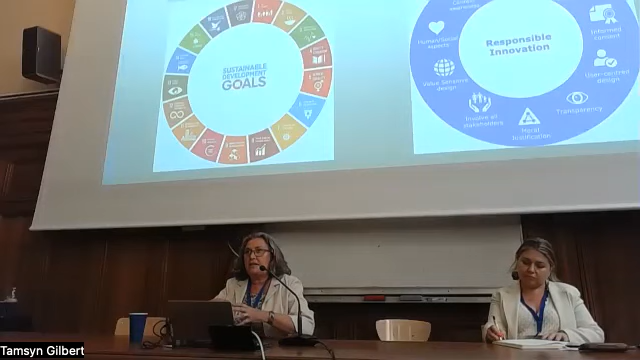 SUSTAINABLE
DEVELOPMENT
GOALS
Human/Social
aspects
Value Sensitive
design
Involve all
stakeholders
Moral
Justification
Transparency
User-centred
design
Informed
consent
Responsible
Innovation
Tamsyn Gilbert